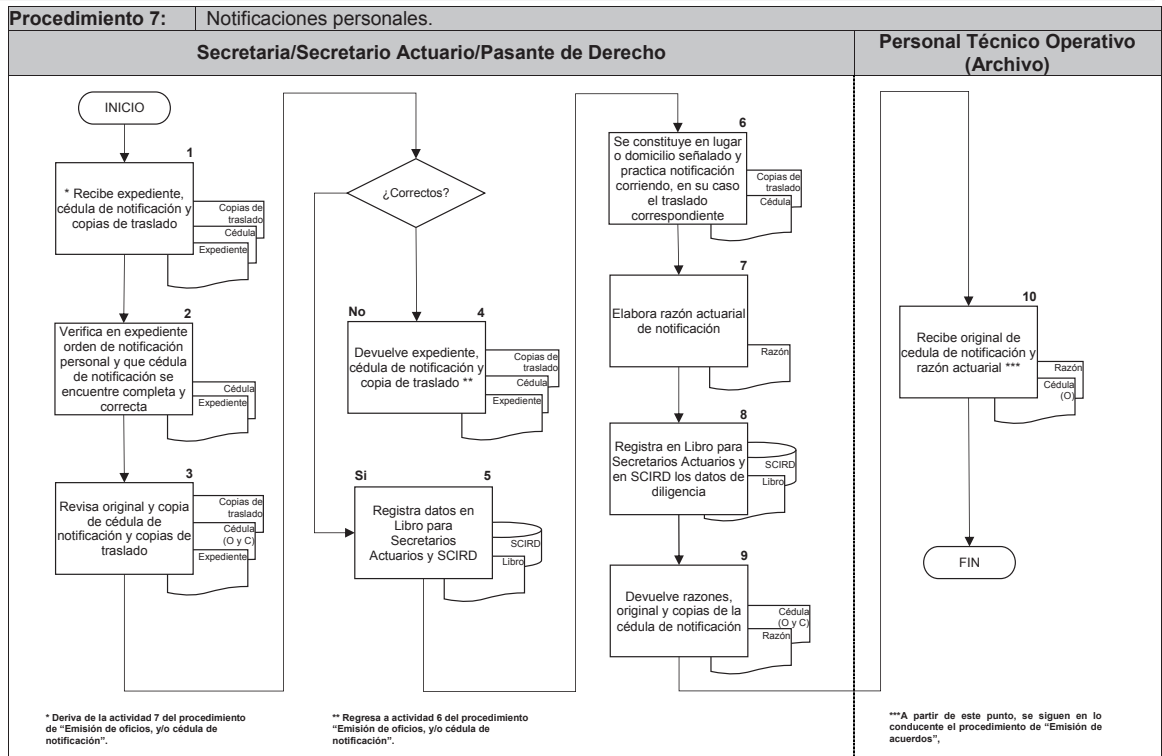 Procedimiento 7: Notificaciones personales.
Secretaria/Secretario Actuario/Pasante de Derecho
Personal Técnico Operativo
(Archivo)
INICIO
1
* Recibe expediente,
cédula de notificación y
copias de traslado
Copias de
traslado
Cédula
Expediente
2
Verifica en expediente
orden de notificación
personal y que cédula
de notificación se
encuentre completa y
correcta
Cédula
Expediente
3
Revisa original y copia
de cédula de
notificación y copias de
traslado
Copias de
traslado
Cédula
(O y C)
Expediente
* Deriva de la actividad 7 del procedimiento
de “Emisión de oficios, y/o cédula de
notificación”.
¿Correctos?
No
4
Devuelve expediente,
cédula de notificación y
copia de traslado **
Copias de
traslado
Cédula
Expediente
Si
5
Registra datos en
Libro para
Secretarios
Actuarios y SCIRD
SCIRD
Libro
** Regresa a actividad 6 del procedimiento
“Emisión de oficios, y/o cédula de
notificación”.
6
Se constituye en lugar
o domicilio señalado y
practica notificación
corriendo, en su caso
el traslado
correspondiente
Copias de
traslado
Cédula
7
Elabora razón actuarial
de notificación
Razón
8
Registra en Libro para
Secretarios Actuarios y
en SCIRD los datos de
diligencia
SCIRD
Libro
9
Devuelve razones,
original y copias de la
cédula de notificación
Cédula
(O y C)
Razón
10
Recibe original de
cedula de notificación y
razón actuarial ***
Razón
Cédula
(O)
FIN
***A partir de este punto, se siguen en lo
conducente el procedimiento de “Emisión de
acuerdos”,